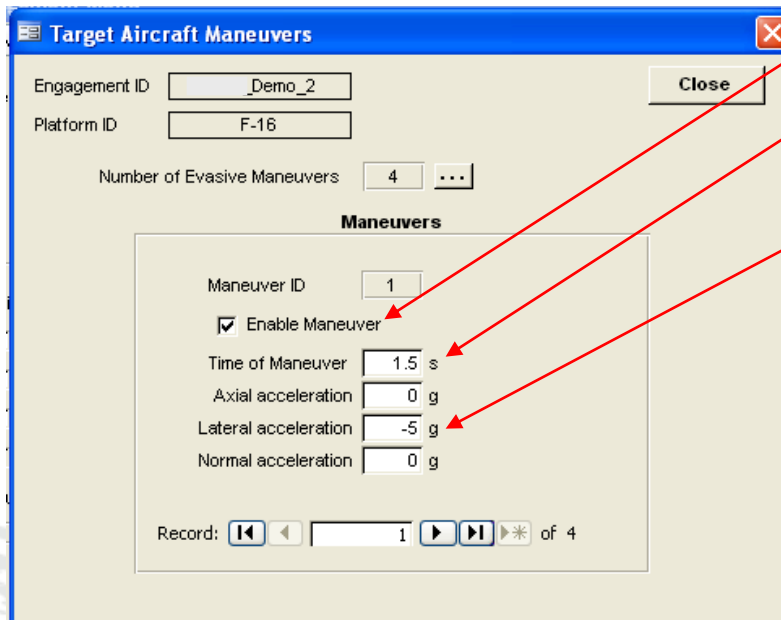 Target Aircraft Maneuvers
Engagement ID _Demo_2
Close
Platform ID F-16
Number of Evasive Maneuvers 4 ...
Maneuvers
Maneuver ID 1
Enable Maneuver
Time of Maneuver 1.5 s
Axial acceleration 0 g
Lateral acceleration -5 g
Normal acceleration 0 g
Record: 1 of 4